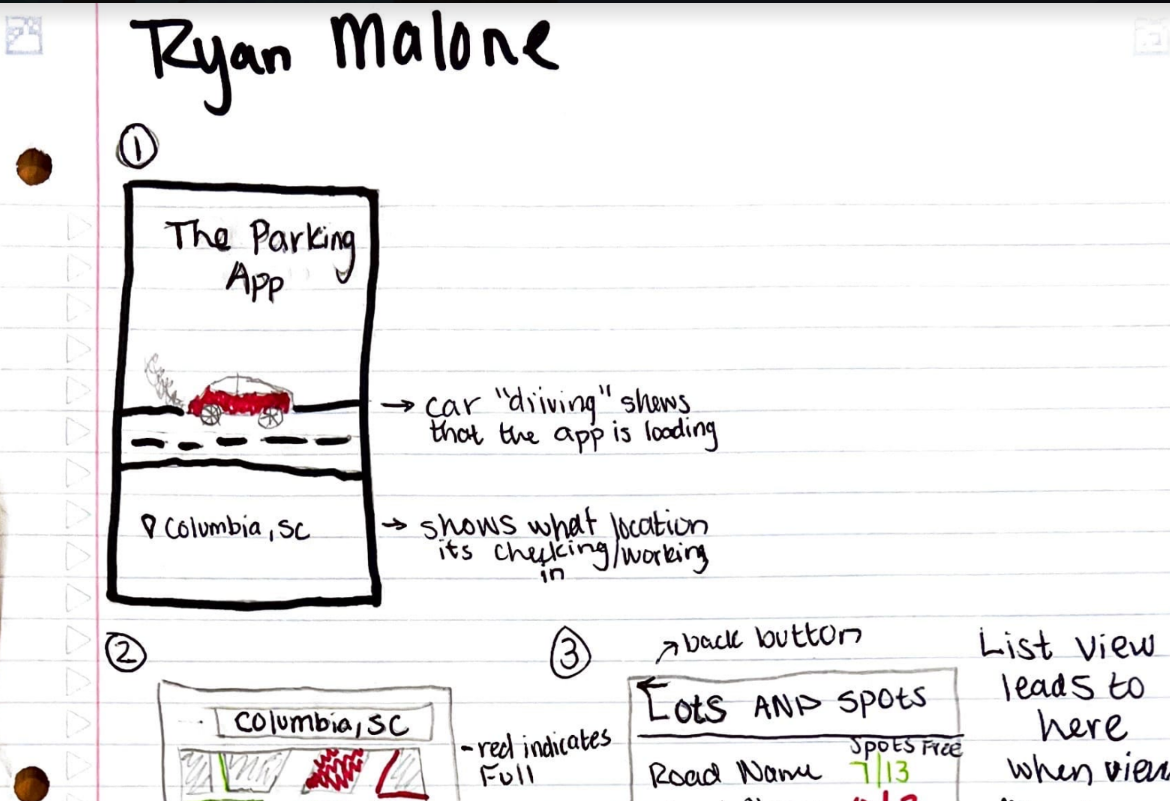 Ryan Malone
1
The Parking
App
car "driving" shows
that the app is loading
Columbia, SC
shows what location
its checking/working
in
2
Columbia, SC
-red indicates
Full
3
back button
Lots AND Spots
Spots Free
Road Name 7/13
List view
leads to
here
when view